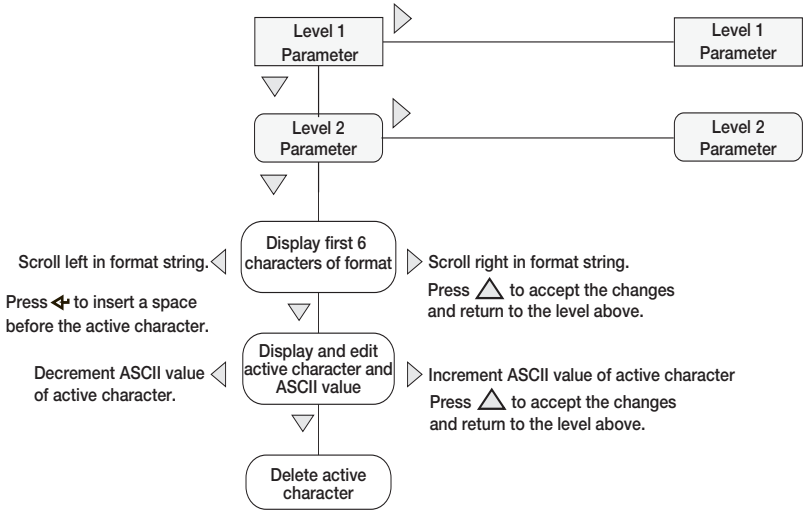 Level 1
Parameter
Level 1
Parameter
Level 2
Parameter
Level 2
Parameter
Scroll left in format string.
Display first 6
characters of format
Scroll right in format string.
Press to insert a space
before the active character.
Press to accept the changes
and return to the level above.
Decrement ASCII value
of active character.
Display and edit
active character and
ASCII value
Increment ASCII value of active character
Press to accept the changes
and return to the level above.
Delete active
character